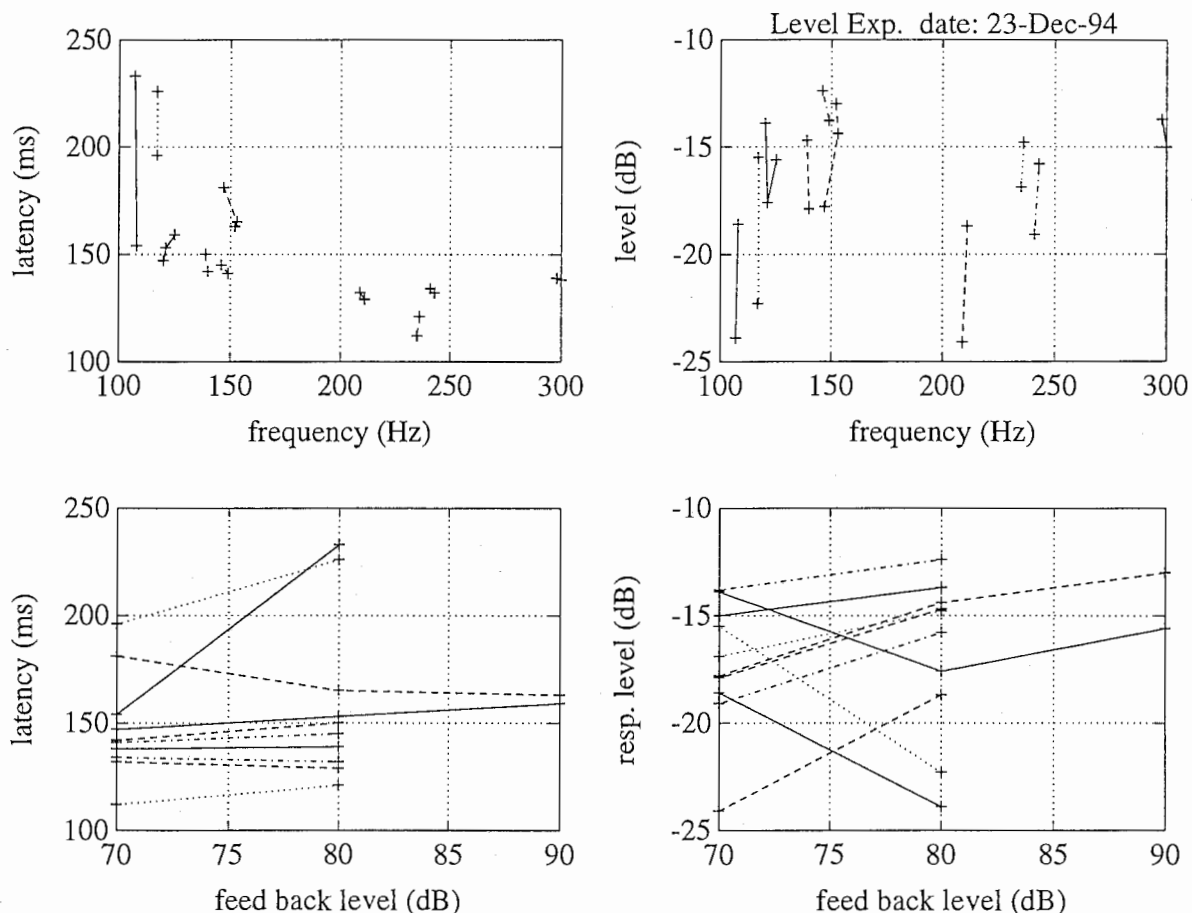 Level Exp. date: 23-Dec-94
250
200
150
100
latency (ms)
100 150 200 250 300
frequency (Hz)
-10
-15
-20
-25
level (dB)
100 150 200 250 300
frequency (Hz)
250
200
150
100
latency (ms)
70 75 80 85 90
feed back level (dB)
-10
-15
-20
-25
resp. level (dB)
70 75 80 85 90
feed back level (dB)